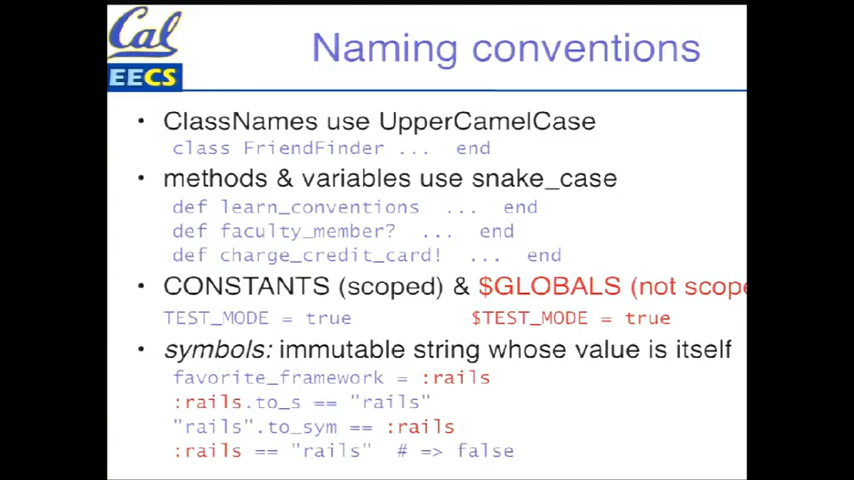 Cal
EECS
Naming conventions
• ClassNames use UpperCamelCase
class FriendFinder ... end
• methods & variables use snake_case
def learn_conventions ... end
def faculty_member? ... end
def charge_credit_card! ... end
• CONSTANTS (scoped) & $GLOBALS (not scope
TEST_MODE = true $TEST_MODE = true
• symbols: immutable string whose value is itself
favorite_framework = :rails
:rails.to_s == "rails"
"rails".to_sym == :rails
:rails == "rails" # => false